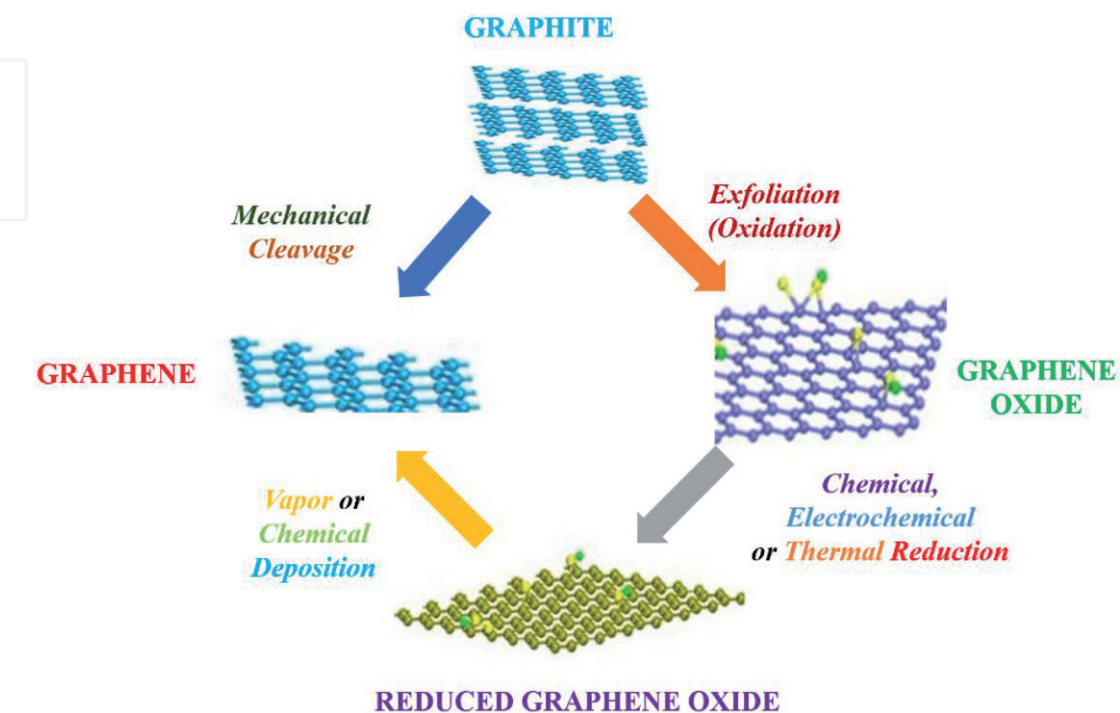 GRAPHITE
Mechanical
Cleavage
Exfoliation
(Oxidation)
GRAPHENE
GRAPHENE
OXIDE
Vapor or
Chemical
Deposition
Chemical,
Electrochemical
or Thermal Reduction
REDUCED GRAPHENE OXIDE